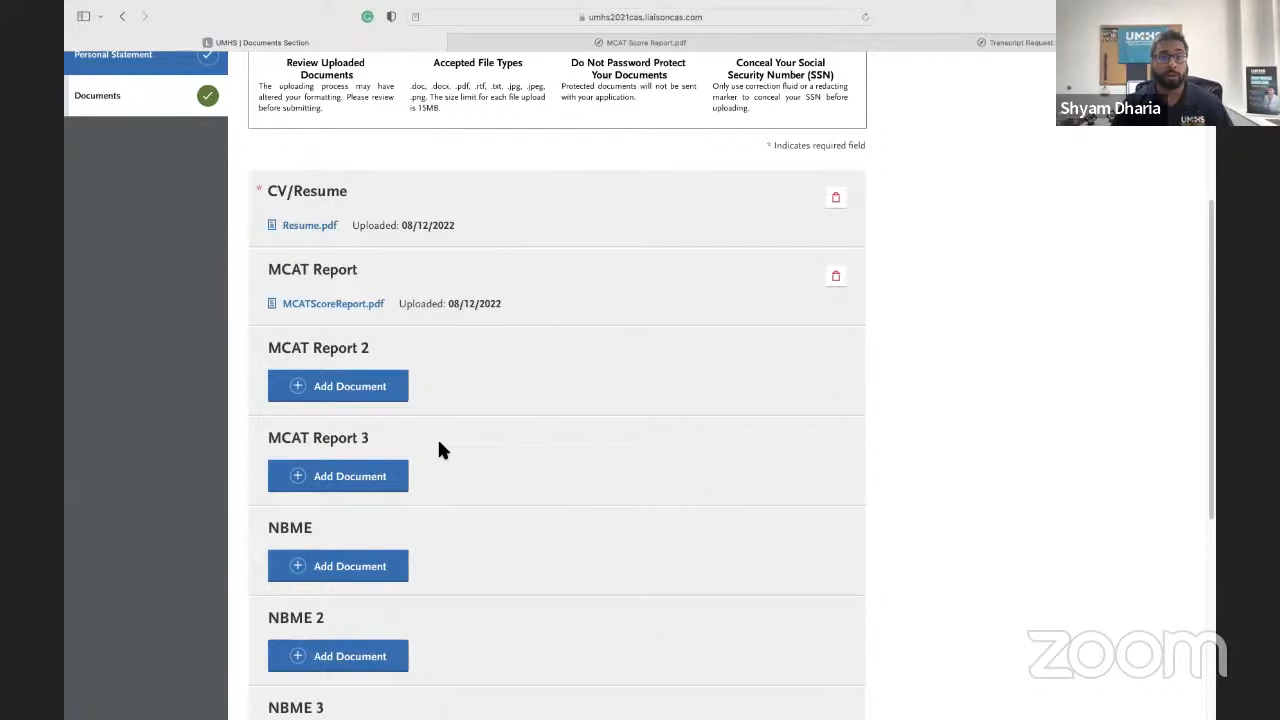 umhs2021cas.liaisoncas.com
UMHS | Documents Section
MCAT Score Report.pdf
Transcript Request
Personal Statement
Documents
Review Uploaded
Documents
The uploading process may have
altered your formatting. Please review
before submitting.
Accepted File Types
.doc, .docx, .pdf, .rtf, .txt, .jpg, .jpeg,
.png. The size limit for each file upload
is 15MB.
Do Not Password Protect
Your Documents
Protected documents will not be sent
with your application.
Conceal Your Social
Security Number (SSN)
Only use correction fluid or a redacting
marker to conceal your SSN before
uploading.
* Indicates required field
* CV/Resume
Resume.pdf Uploaded: 08/12/2022
MCAT Report
MCATScoreReport.pdf Uploaded: 08/12/2022
MCAT Report 2
Add Document
MCAT Report 3
Add Document
NBME
Add Document
NBME 2
Add Document
NBME 3
UMHS
Shyam Dharia
UMHS
zoom